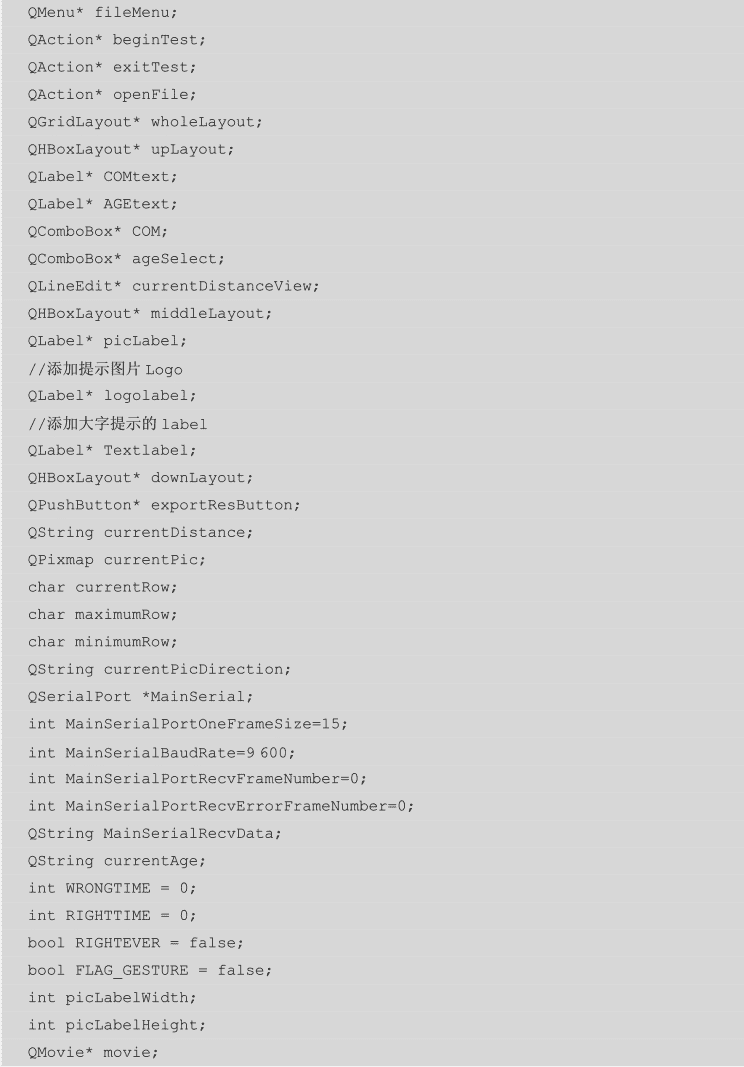 QMenu* fileMenu;
QAction* beginTest;
QAction* exitTest;
QAction* openFile;
QGridLayout* wholeLayout;
QHBoxLayout* upLayout;
QLabel* COMtext;
QLabel* AGEtext;
QComboBox* COM;
QComboBox* ageSelect;
QLineEdit* currentDistanceView;
QHBoxLayout* middleLayout;
QLabel* picLabel;
//添加提示图片 Logo
QLabel* logolabel;
//添加大字提示的 label
QLabel* Textlabel;
QHBoxLayout* downLayout;
QPushButton* exportResButton;
QString currentDistance;
QPixmap currentPic;
char currentRow;
char maximumRow;
char minimumRow;
QString currentPicDirection;
QSerialPort *MainSerial;
int MainSerialPortOneFrameSize=15;
int MainSerialBaudRate=9 600;
int MainSerialPortRecvFrameNumber=0;
int MainSerialPortRecvErrorFrameNumber=0;
QString MainSerialRecvData;
QString currentAge;
int WRONGTIME = 0;
int RIGHTTIME = 0;
bool RIGHTEVER = false;
bool FLAG_GESTURE = false;
int picLabelWidth;
int picLabelHeight;
QMovie* movie;